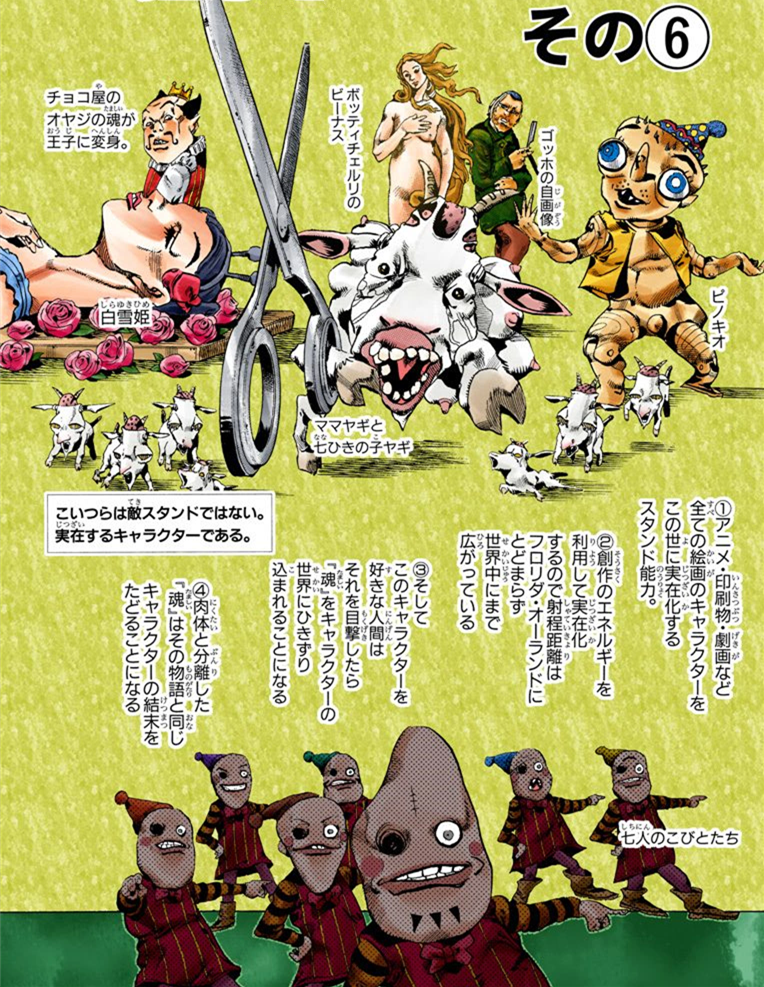 その⑥
チョコ屋の
オヤジの魂が
王子に変身。
ボッティチェルリの
ビーナス
ゴッホの自画像
ピノキオ
白雪姫
ママヤギと
七ひきの子ヤギ
こいつらは敵スタンドではない。
実在するキャラクターである。
①アニメ・印刷物・劇画など
全ての絵画のキャラクターを
この世に実在化する
スタンド能力。
②創作のエネルギーを
利用して実在化
するので射程距離は
フロリダ・オーランドに
とどまらず
世界中にまで
広がっている
③そして
このキャラクターを
好きな人間は
それを目撃したら
『魂』をキャラクターの
世界にひきずり
込まれることになる
④肉体と分離した
『魂』はその物語と同じ
キャラクターの結末を
たどることになる
七人のこびとたち